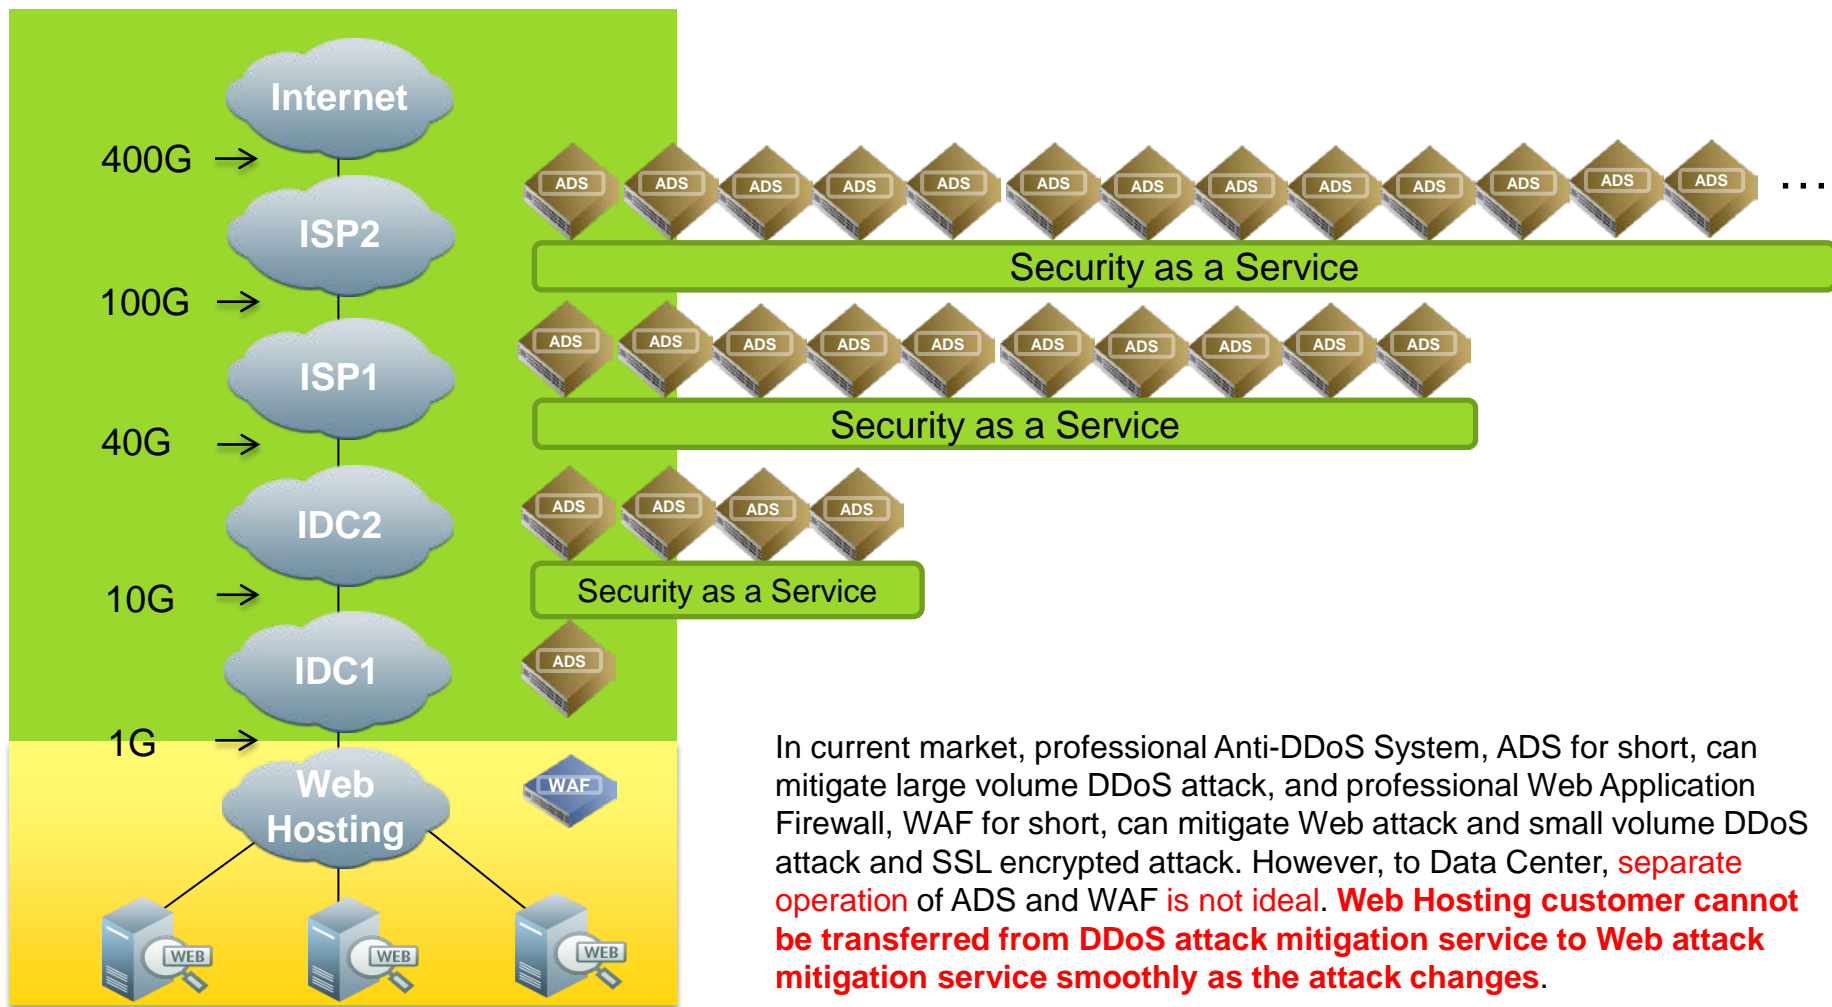 Internet
400G
ADS ADS ADS ADS ADS ADS ADS ADS ADS ADS ADS ADS ADS ...
ISP2
Security as a Service
100G
ADS ADS ADS ADS ADS ADS ADS ADS ADS ADS
ISP1
Security as a Service
40G
ADS ADS ADS ADS
IDC2
Security as a Service
10G
ADS
IDC1
1G
WAF
Web
Hosting
WEB WEB WEB
In current market, professional Anti-DDoS System, ADS for short, can
mitigate large volume DDoS attack, and professional Web Application
Firewall, WAF for short, can mitigate Web attack and small volume DDoS
attack and SSL encrypted attack. However, to Data Center, separate
operation of ADS and WAF is not ideal. Web Hosting customer cannot
be transferred from DDoS attack mitigation service to Web attack
mitigation service smoothly as the attack changes.